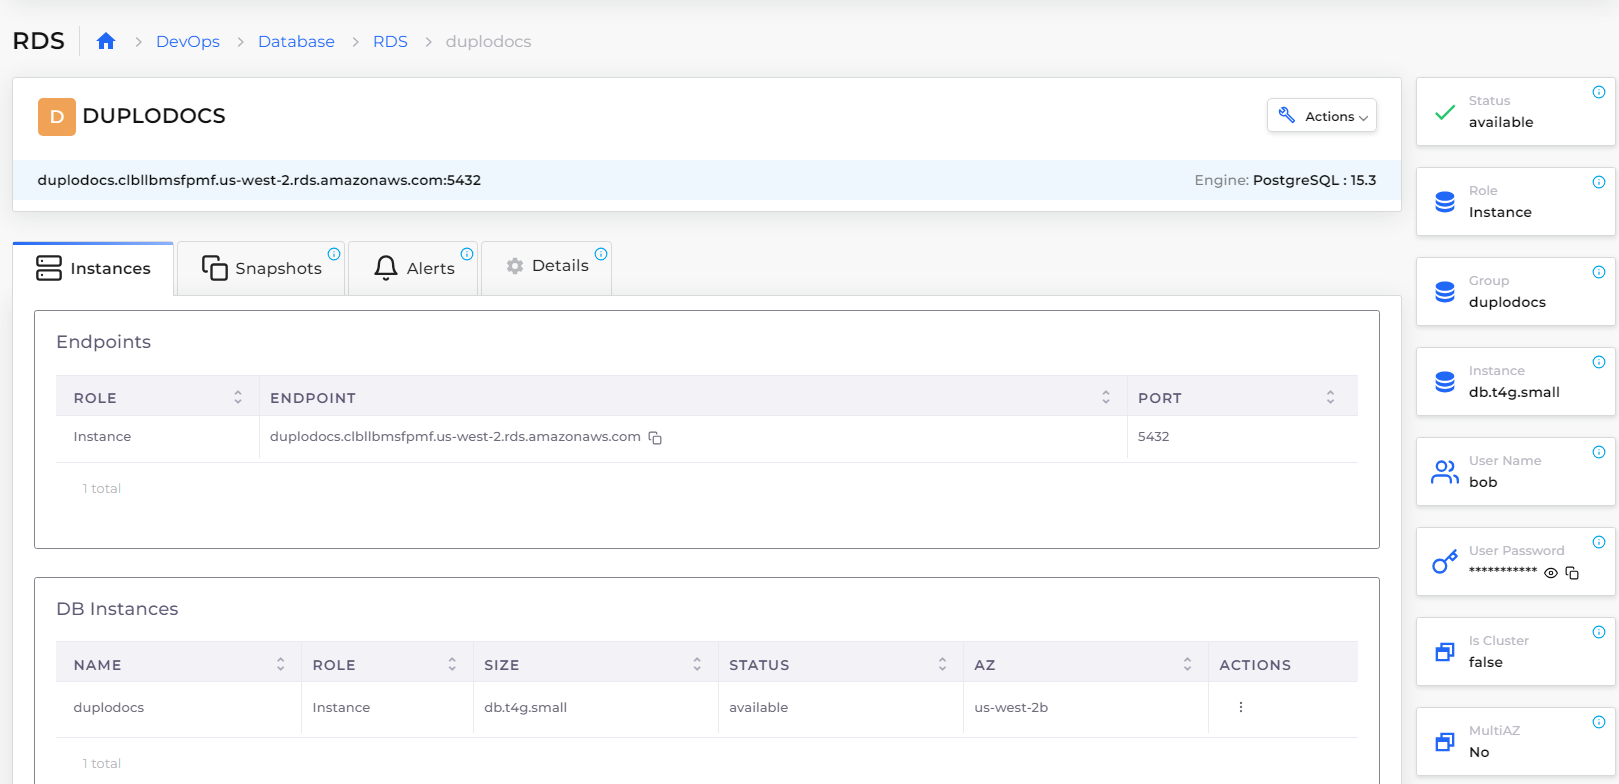 RDS
DevOps
Database
RDS
duplodocs
D
DUPLODOCS
Actions
duplodocs.clbllbmsfpmf.us-west-2.rds.amazonaws.com:5432
Engine: PostgreSQL : 15.3
Instances
Snapshots
Alerts
Details
Endpoints
ROLE ENDPOINT PORT
Instance duplodocs.clbllbmsfpmf.us-west-2.rds.amazonaws.com 5432
1 total
DB Instances
NAME ROLE SIZE STATUS AZ ACTIONS
duplodocs Instance db.t4g.small available us-west-2b
1 total
Status
available
Role
Instance
Group
duplodocs
Instance
db.t4g.small
User Name
bob
User Password
***********
Is Cluster
false
MultiAZ
No